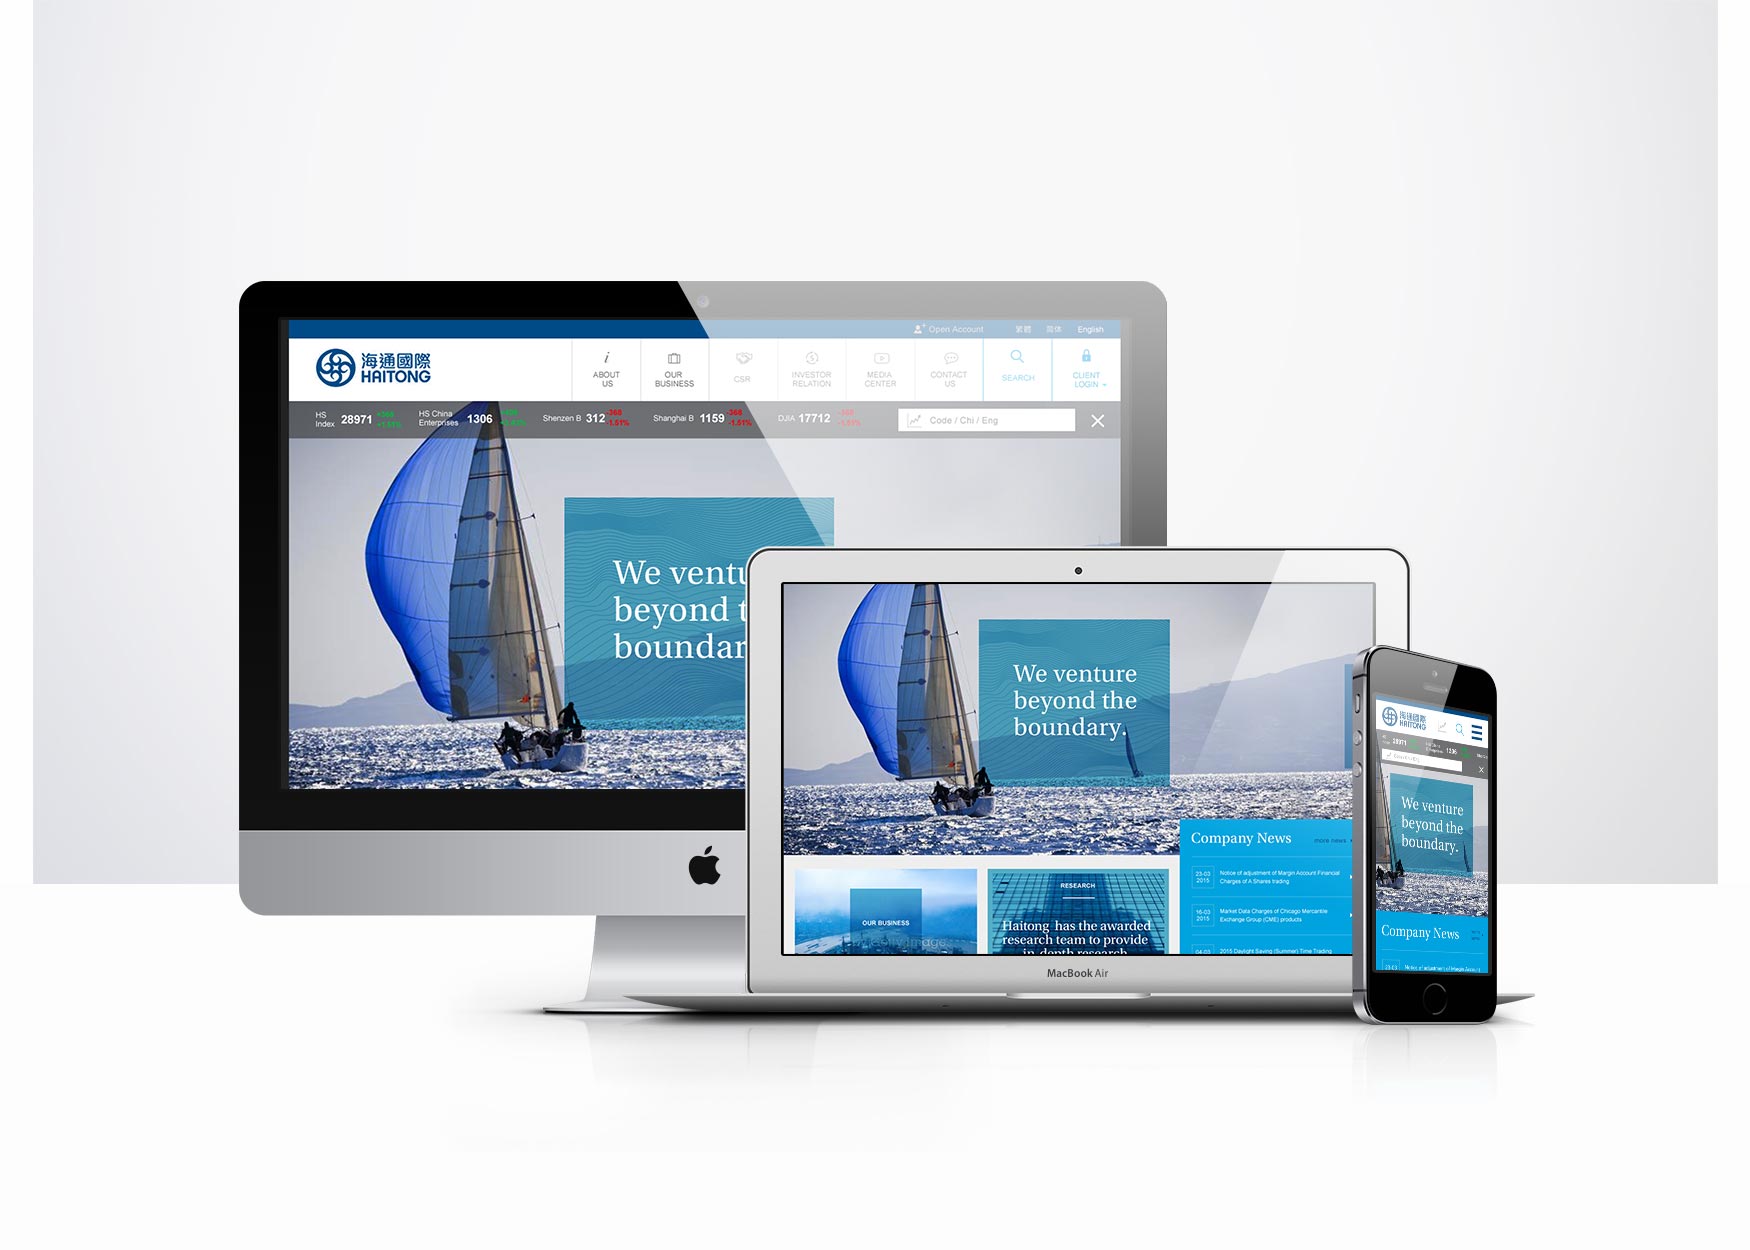 Open Account
繁體
简体
English
海通國際
HAITONG
i
ABOUT
US
OUR
BUSINESS
CSR
INVESTOR
RELATION
MEDIA
CENTER
CONTACT
US
SEARCH
CLIENT
LOGIN
HS
Index
28971
+1.51%
HS China
Enterprises
1306
Shenzen B
312
-368
-1.51%
Shanghai B
1159
-368
-1.51%
DJIA
17712
-368
-1.51%
Code / Chi / Eng
We
beyond
We venture
beyond the
boundary.
Company News
more news
23-03
2015
Notice of adjustment of Margin Account Financial
Charges of A Shares trading
16-03
2015
Market Data Charges of Chicago Mercantile
Exchange Group (CME) products
04-03
2015 Daylight Saving (Summer) Time Trading
OUR BUSINESS
RESEARCH
Haitong has the awarded
research team to provide
in-depth research
MacBook Air
海通國際
HAITONG
28971
1306
We venture
beyond the
boundary.
Company News
23-03
Notice of adjustment of Margin Account